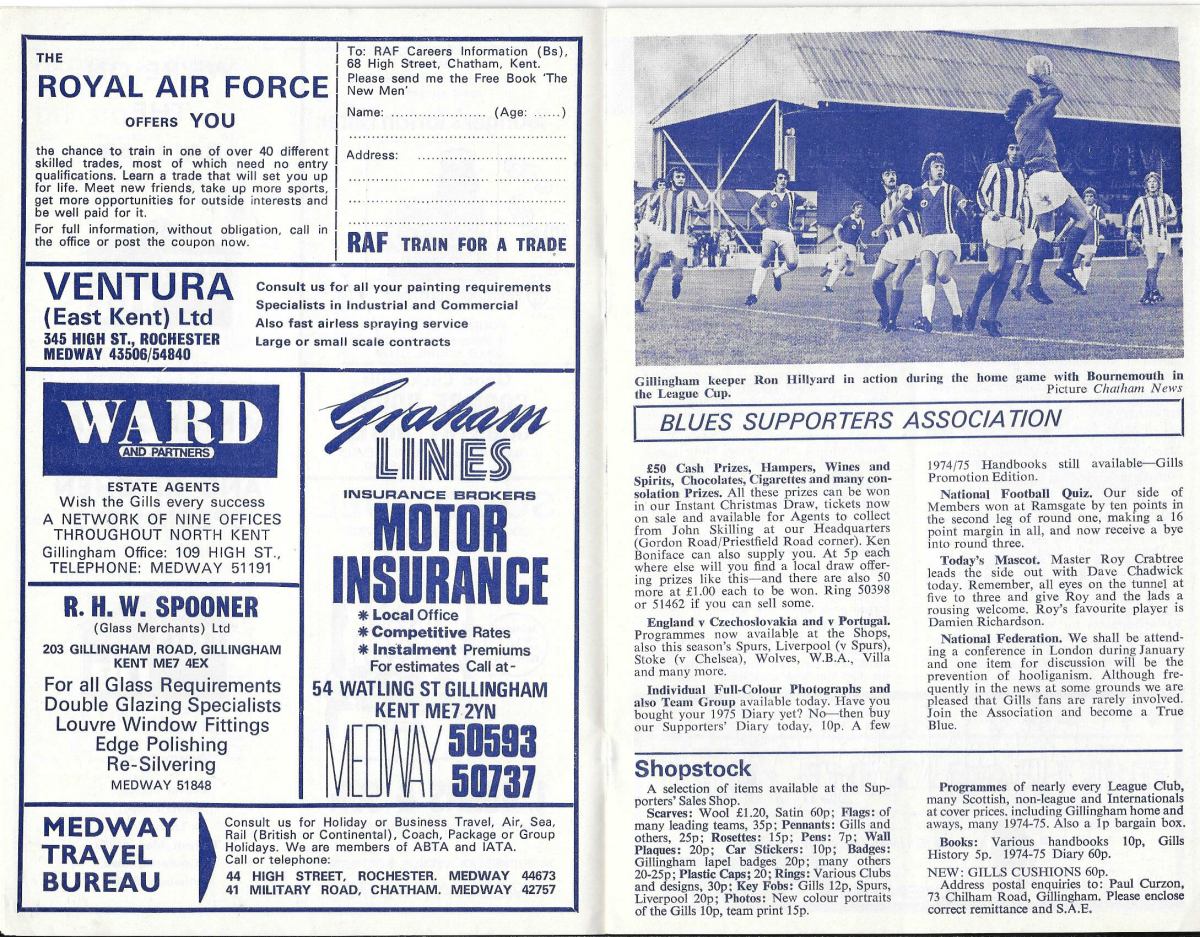 THE
ROYAL AIR FORCE
OFFERS YOU
the chance to train in one of over 40 different
skilled trades, most of which need no entry
qualifications. Learn a trade that will set you up
for life. Meet new friends, take up more sports,
get more opportunities for outside interests and
be well paid for it.
For full information, without obligation, call in
the office or post the coupon now.
To: RAF Careers Information (Bs),
68 High Street, Chatham, Kent.
Please send me the Free Book 'The
New Men'
Name: .................... (Age: ......)
Address: ................................
RAF TRAIN FOR A TRADE
VENTURA
(East Kent) Ltd
345 HIGH ST., ROCHESTER
MEDWAY 43506/54840
Consult us for all your painting requirements
Specialists in Industrial and Commercial
Also fast airless spraying service
Large or small scale contracts
WARD
AND PARTNERS
ESTATE AGENTS
Wish the Gills every success
A NETWORK OF NINE OFFICES
THROUGHOUT NORTH KENT
Gillingham Office: 109 HIGH ST.,
TELEPHONE: MEDWAY 51191
R. H. W. SPOONER
(Glass Merchants) Ltd
203 GILLINGHAM ROAD, GILLINGHAM
KENT ME7 4EX
For all Glass Requirements
Double Glazing Specialists
Louvre Window Fittings
Edge Polishing
Re-Silvering
MEDWAY 51848
Graham
LINES
INSURANCE BROKERS
MOTOR
INSURANCE
* Local Office
* Competitive Rates
* Instalment Premiums
For estimates Call at-
54 WATLING ST GILLINGHAM
KENT ME7 2YN
MEDWAY 50593
50737
MEDWAY
TRAVEL
BUREAU
Consult us for Holiday or Business Travel, Air, Sea,
Rail (British or Continental), Coach, Package or Group
Holidays. We are members of ABTA and IATA.
Call or telephone:
44 HIGH STREET, ROCHESTER. MEDWAY 44673
41 MILITARY ROAD, CHATHAM. MEDWAY 42757
Gillingham keeper Ron Hillyard in action during the home game with Bournemouth in
the League Cup. Picture Chatham News
BLUES SUPPORTERS ASSOCIATION
£50 Cash Prizes, Hampers, Wines and
Spirits, Chocolates, Cigarettes and many con-
solation Prizes. All these prizes can be won
in our Instant Christmas Draw, tickets now
on sale and available for Agents to collect
from John Skilling at our Headquarters
(Gordon Road/Priestfield Road corner). Ken
Boniface can also supply you. At 5p each
where else will you find a local draw offer-
ing prizes like this—and there are also 50
more at £1.00 each to be won. Ring 50398
or 51462 if you can sell some.
England v Czechoslovakia and v Portugal.
Programmes now available at the Shops,
also this season's Spurs, Liverpool (v Spurs),
Stoke (v Chelsea), Wolves, W.B.A., Villa
and many more.
Individual Full-Colour Photographs and
also Team Group available today. Have you
bought your 1975 Diary yet? No—then buy
our Supporters' Diary today, 10p. A few
1974/75 Handbooks still available—Gills
Promotion Edition.
National Football Quiz. Our side of
Members won at Ramsgate by ten points in
the second leg of round one, making a 16
point margin in all, and now receive a bye
into round three.
Today's Mascot. Master Roy Crabtree
leads the side out with Dave Chadwick
today. Remember, all eyes on the tunnel at
five to three and give Roy and the lads a
rousing welcome. Roy's favourite player is
Damien Richardson.
National Federation. We shall be attend-
ing a conference in London during January
and one item for discussion will be the
prevention of hooliganism. Although fre-
quently in the news at some grounds we are
pleased that Gills fans are rarely involved.
Join the Association and become a True
Blue.
Shopstock
A selection of items available at the Sup-
porters' Sales Shop.
Scarves: Wool £1.20, Satin 60p; Flags: of
many leading teams, 35p; Pennants: Gills and
others, 25p; Rosettes: 15p; Pens: 7p; Wall
Plaques: 20p; Car Stickers: 10p; Badges:
Gillingham lapel badges 20p; many others
20-25p; Plastic Caps; 20; Rings: Various Clubs
and designs, 30p; Key Fobs: Gills 12p, Spurs,
Liverpool 20p; Photos: New colour portraits
of the Gills 10p, team print 15p.
Programmes of nearly every League Club,
many Scottish, non-league and Internationals
at cover prices. including Gillingham home and
aways, many 1974-75. Also a 1p bargain box.
Books: Various handbooks 10p, Gills
History 5p. 1974-75 Diary 60p.
NEW: GILLS CUSHIONS 60p.
Address postal enquiries to: Paul Curzon,
73 Chilham Road, Gillingham. Please enclose
correct remittance and S.A.E.